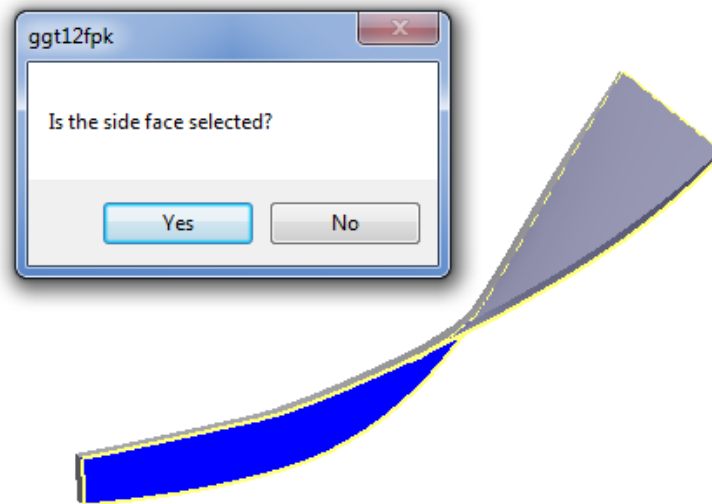 ggt12fpk
Is the side face selected?
Yes
No